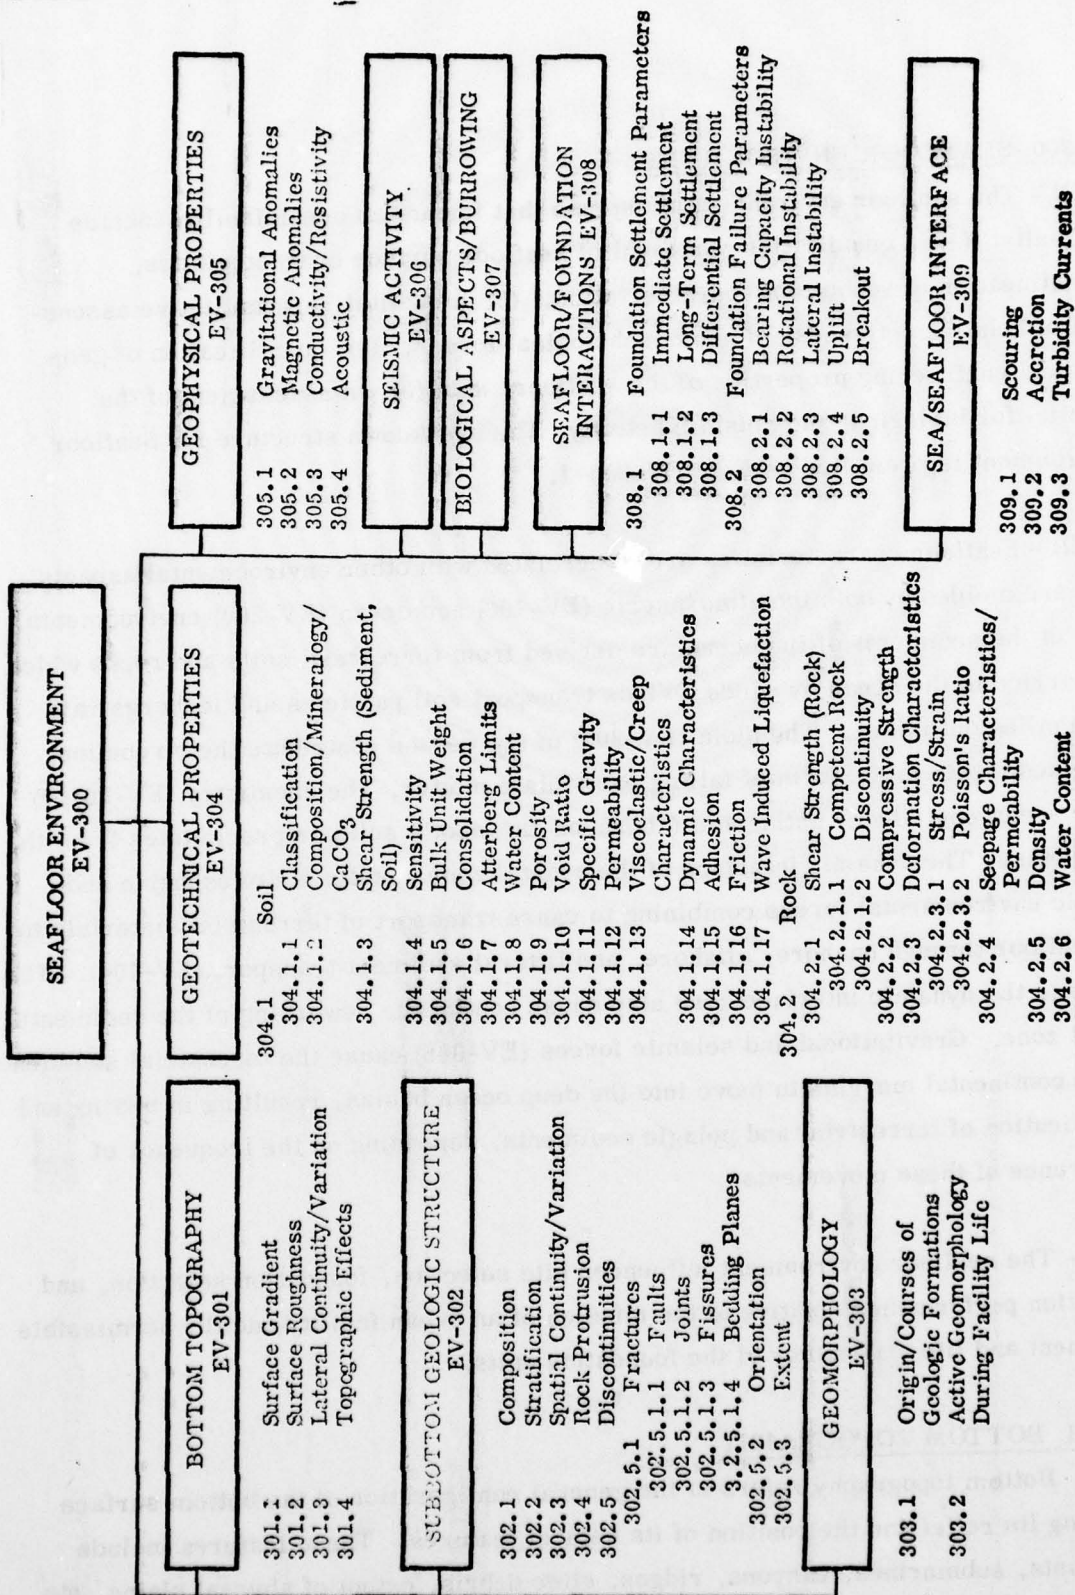 SEAFLOOR ENVIRONMENT
EV-300
BOTTOM TOPOGRAPHY
EV-301
301.1 Surface Gradient
301.2 Surface Roughness
301.3 Lateral Continuity/Variation
301.4 Topographic Effects
SUBBOTTOM GEOLOGIC STRUCTURE
EV-302
302.1 Composition
302.2 Stratification
302.3 Spatial Continuity/Variation
302.4 Rock Protrusion
302.5 Discontinuities
302.5.1 Fractures
302.5.1.1 Faults
302.5.1.2 Joints
302.5.1.3 Fissures
3.2.5.1.4 Bedding Planes
302.5.2 Orientation
302.5.3 Extent
GEOMORPHOLOGY
EV-303
303.1 Origin/Courses of
Geologic Formations
303.2 Active Geomorphology
During Facility Life
GEOTECHNICAL PROPERTIES
EV-304
304.1 Soil
304.1.1 Classification
304.1.2 Composition/Mineralogy/
CaCO3
304.1.3 Shear Strength (Sediment,
Soil)
304.1.4 Sensitivity
304.1.5 Bulk Unit Weight
304.1.6 Consolidation
304.1.7 Atterberg Limits
304.1.8 Water Content
304.1.9 Porosity
304.1.10 Void Ratio
304.1.11 Specific Gravity
304.1.12 Permeability
304.1.13 Viscoelastic/Creep
Characteristics
304.1.14 Dynamic Characteristics
304.1.15 Adhesion
304.1.16 Friction
304.1.17 Wave Induced Liquefaction
304.2 Rock
304.2.1 Shear Strength (Rock)
304.2.1.1 Competent Rock
304.2.1.2 Discontinuity
304.2.2 Compressive Strength
304.2.3 Deformation Characteristics
304.2.3.1 Stress/Strain
304.2.3.2 Poisson's Ratio
304.2.4 Seepage Characteristics/
Permeability
304.2.5 Density
304.2.6 Water Content
GEOPHYSICAL PROPERTIES
EV-305
305.1 Gravitational Anomalies
305.2 Magnetic Anomalies
305.3 Conductivity/Resistivity
305.4 Acoustic
SEISMIC ACTIVITY
EV-306
BIOLOGICAL ASPECTS/BURROWING
EV-307
SEAFLOOR/FOUNDATION
INTERACTIONS EV-308
308.1 Foundation Settlement Parameters
308.1.1 Immediate Settlement
308.1.2 Long-Term Settlement
308.1.3 Differential Settlement
308.2 Foundation Failure Parameters
308.2.1 Bearing Capacity Instability
308.2.2 Rotational Instability
308.2.3 Lateral Instability
308.2.4 Uplift
308.2.5 Breakout
SEA/SEAFLOOR INTERFACE
EV-309
309.1 Scouring
309.2 Accretion
309.3 Turbidity Currents